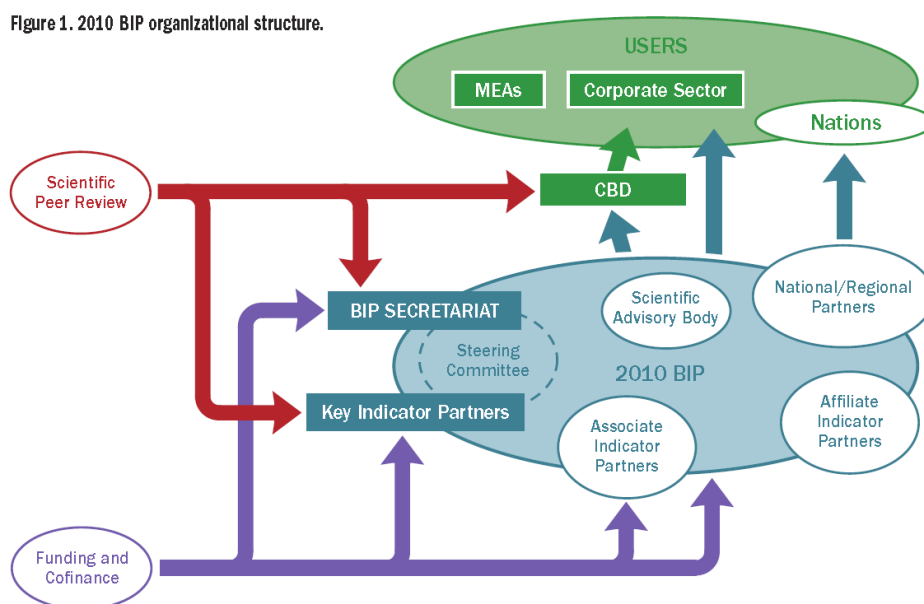 Figure 1. 2010 BIP organizational structure.
USERS
MEAs
Corporate Sector
Nations
Scientific
Peer Review
CBD
BIP SECRETARIAT
Scientific
Advisory Body
National/Regional
Partners
Steering
Committee
2010 BIP
Key Indicator Partners
Associate
Indicator
Partners
Affiliate
Indicator
Partners
Funding and
Cofinance